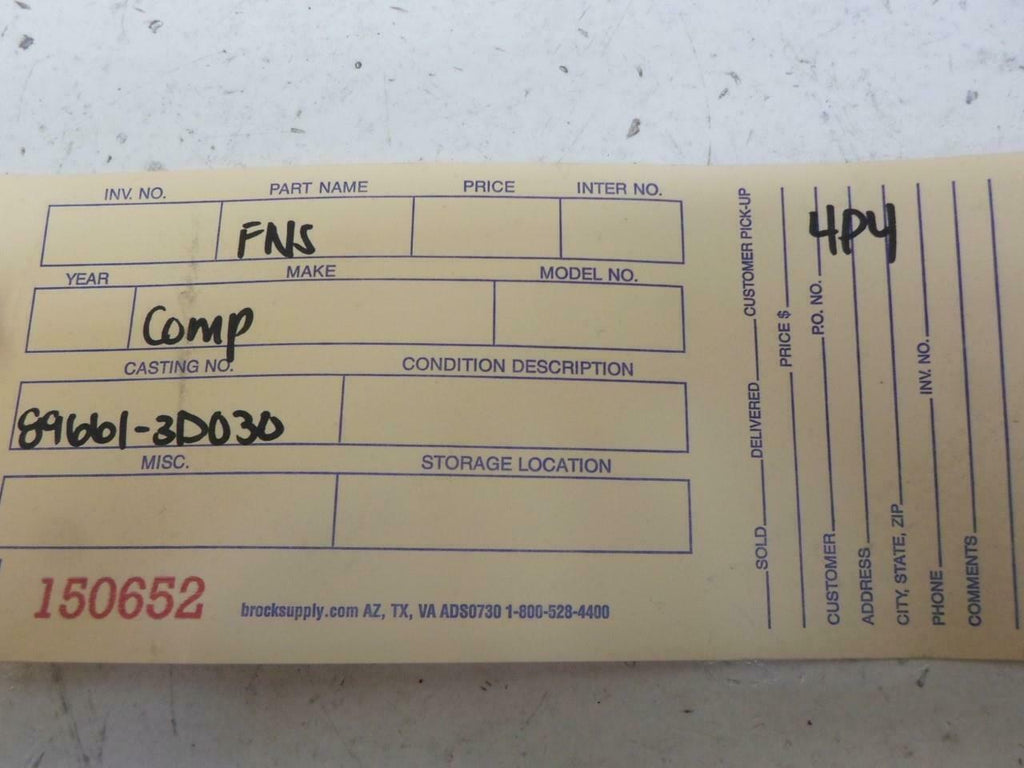 INV. NO. PART NAME PRICE INTER NO.
FNS
YEAR MAKE MODEL NO.
Comp
CASTING NO. CONDITION DESCRIPTION
89661-3D030
MISC. STORAGE LOCATION
150652 brocksupply.com AZ, TX, VA ADS0730 1-800-528-4400
SOLD DELIVERED CUSTOMER PICK-UP
PRICE $
CUSTOMER P.O. NO.
ADDRESS
CITY, STATE, ZIP
PHONE INV. NO.
COMMENTS
4P4